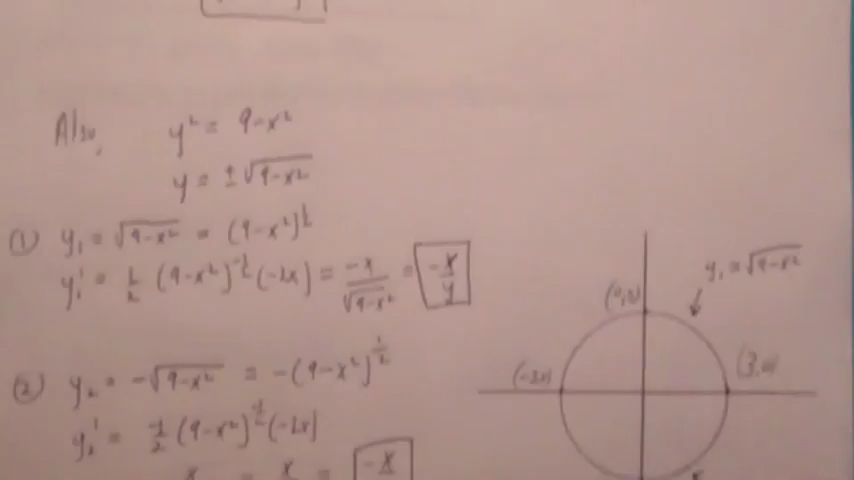 Also, y² = 9-x²
y = ±√(9-x²)
① y₁ = √(9-x²) = (9-x²)^½
y₁' = ½ (9-x²)^-½ (-2x) = -x/√(9-x²) = -x/y
② y₂ = -√(9-x²) = -(9-x²)^½
y₂' = -½ (9-x²)^-½ (-2x)
y₁ = √(9-x²)
(0,3)
(-3,0)
(3,0)